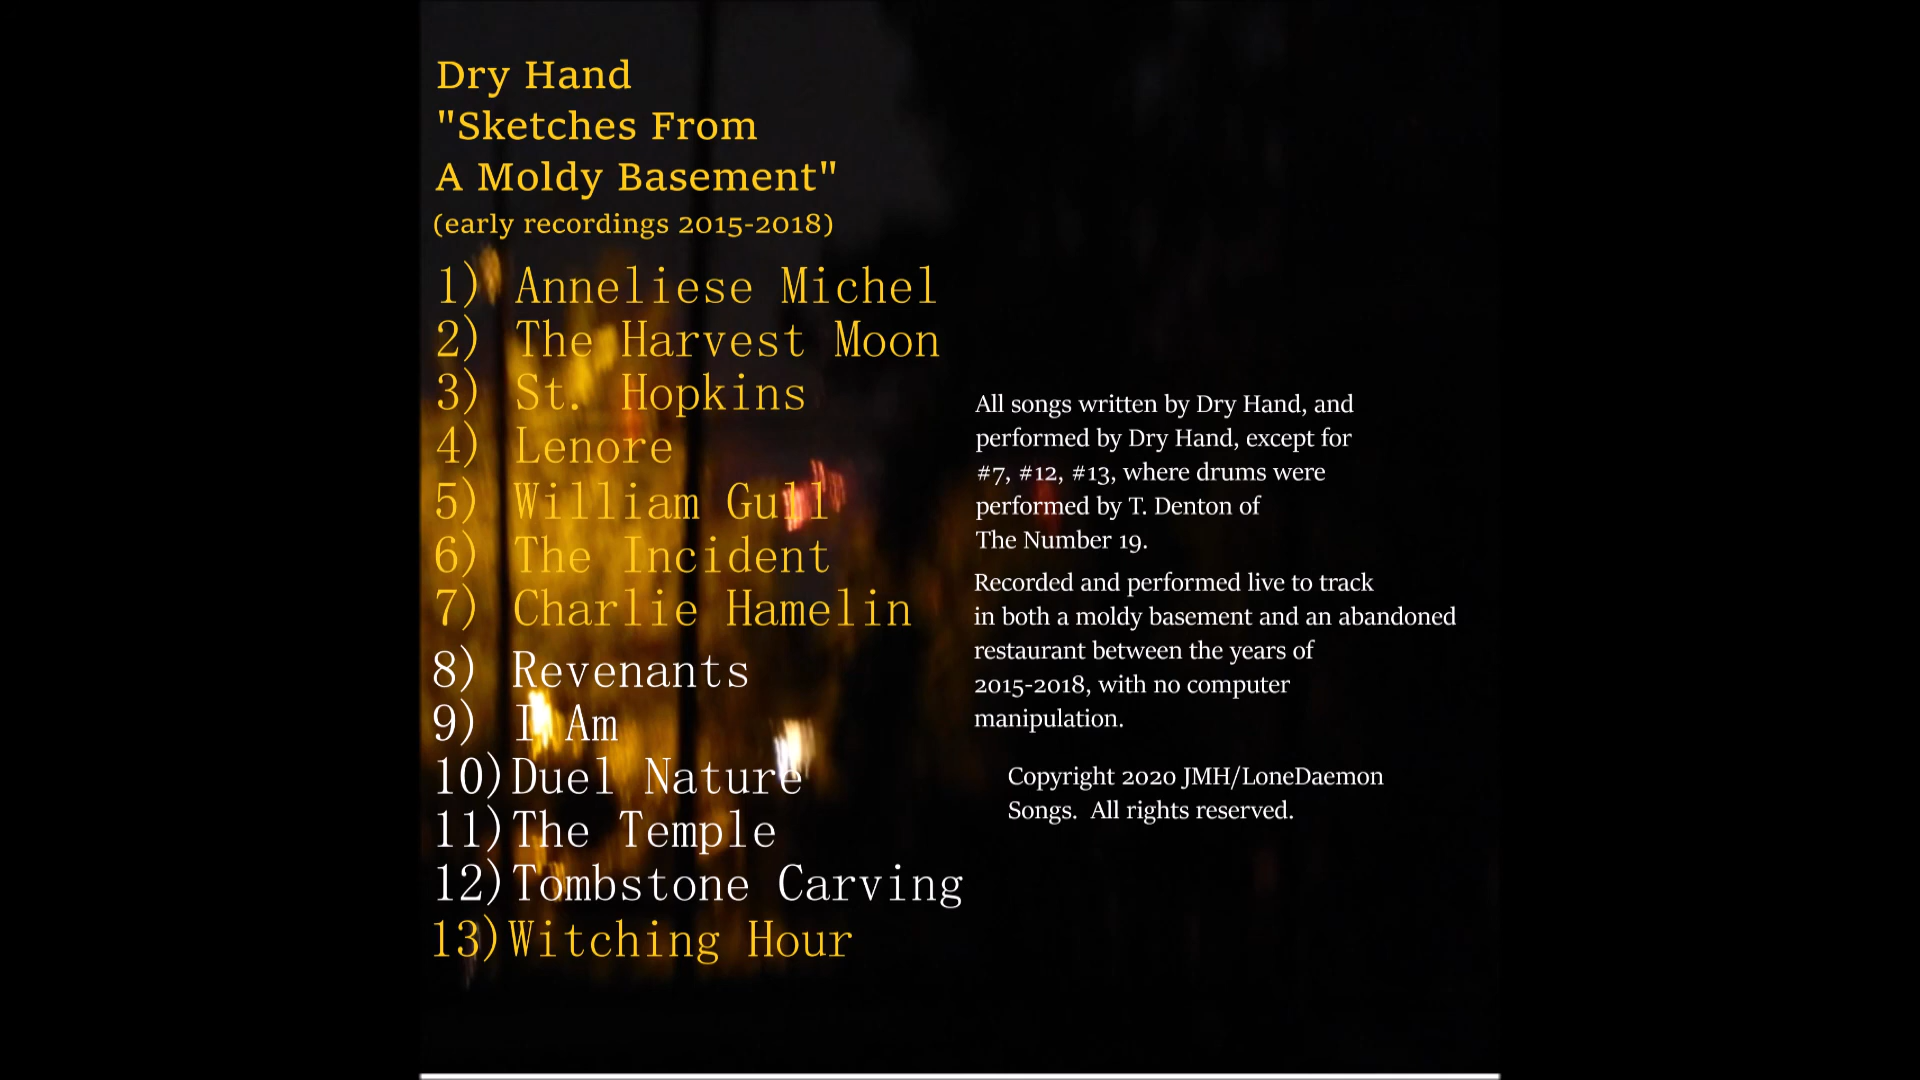 Dry Hand
"Sketches From
A Moldy Basement"
(early recordings 2015-2018)
1) Anneliese Michel
2) The Harvest Moon
3) St. Hopkins
4) Lenore
5) William Gull
6) The Incident
7) Charlie Hamelin
8) Revenants
9) I Am
10)Duel Nature
11)The Temple
12)Tombstone Carving
13)Witching Hour
All songs written by Dry Hand, and
performed by Dry Hand, except for
#7, #12, #13, where drums were
performed by T. Denton of
The Number 19.
Recorded and performed live to track
in both a moldy basement and an abandoned
restaurant between the years of
2015-2018, with no computer
manipulation.
Copyright 2020 JMH/LoneDaemon
Songs.  All rights reserved.